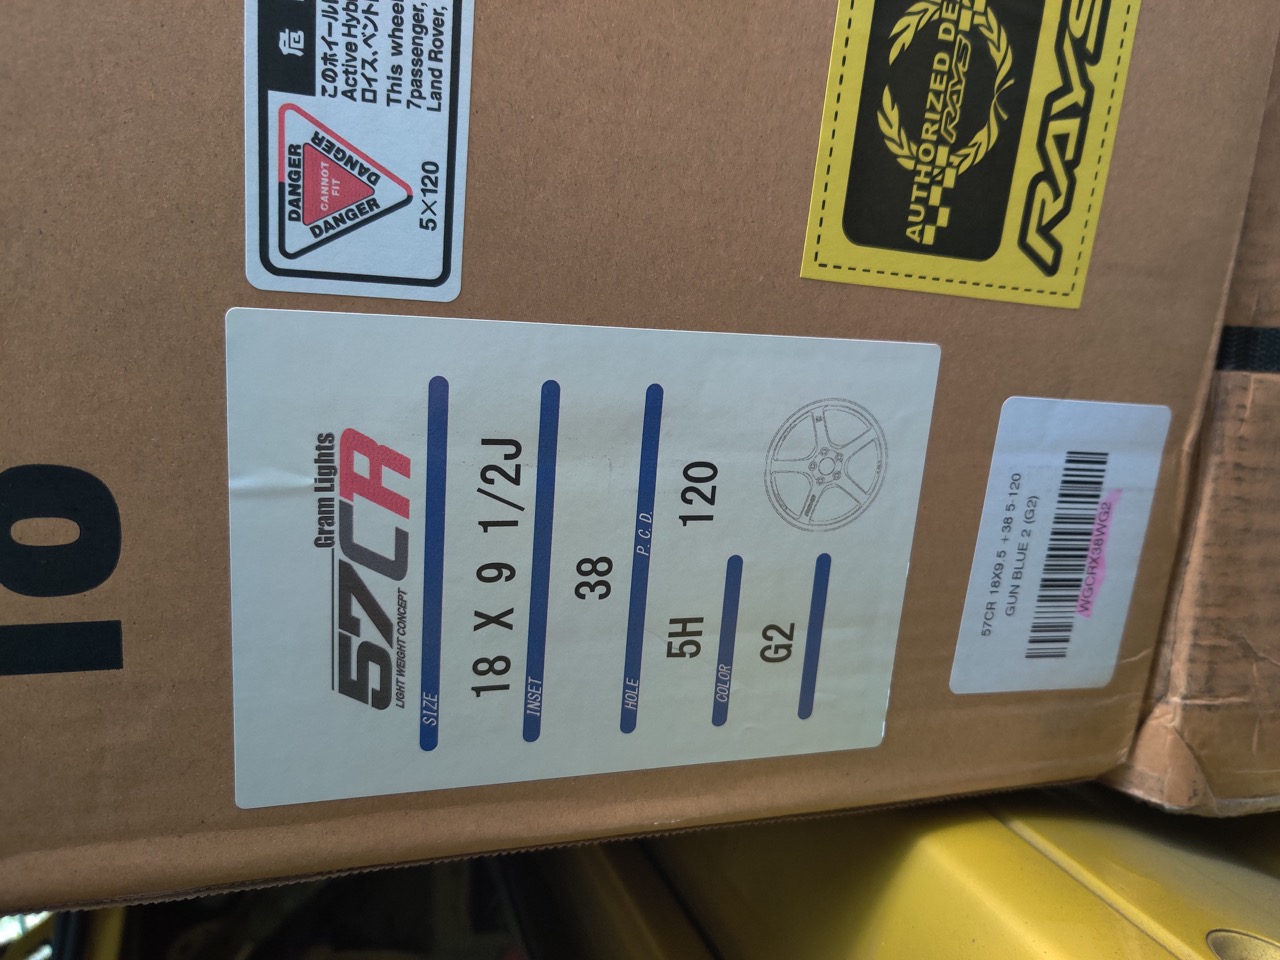 危
このホイール
Active Hyb
ロイス、ベント
This wheel
7passenger,
Land Rover,
DANGER
DANGER
DANGER
CANNOT
FIT
5×120
AUTHORIZED
RAYS
RAYS
10
Gram Lights
57CR
LIGHT WEIGHT CONCEPT
SIZE
18 X 9 1/2J
INSET
38
HOLE P.C.D.
5H 120
COLOR
G2
57CR 18X9.5 +38 5-120
GUN BLUE 2 (G2)
WGCRX38WG2